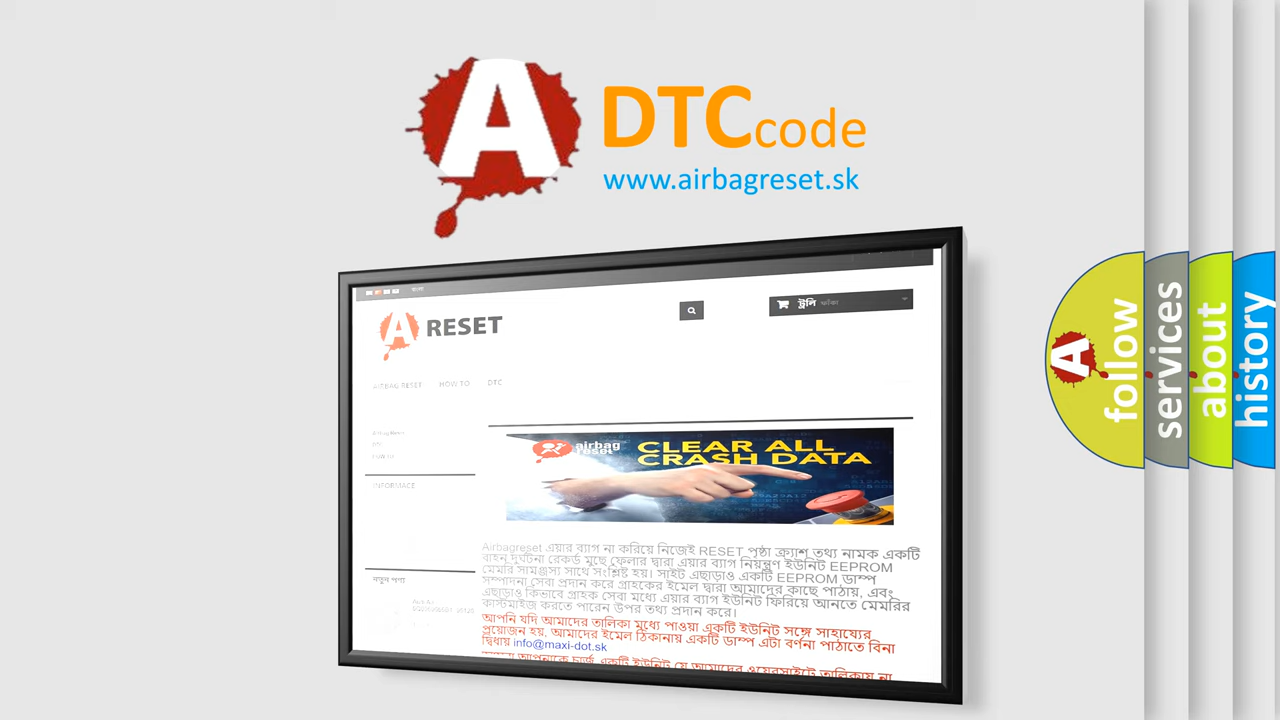 A DTCcode
www.airbagreset.sk
বাংলা
A RESET
ট্রলি ফাঁকা
AIRBAG RESET HOW TO DTC
INFORMACE
airbag
reset
CLEAR ALL
CRASH DATA
নতুন পণ্য
Airbagreset এয়ার ব্যাগ না করিয়ে নিজেই RESET পৃষ্ঠা ক্র্যাশ তথ্য নামক একটি
বাহন দুর্ঘটনা রেকর্ড মুছে ফেলার দ্বারা এয়ার ব্যাগ নিয়ন্ত্রণ ইউনিট EEPROM
মেমরি সামঞ্জস্য সাথে সংশ্লিষ্ট হয়। সাইট এছাড়াও একটি EEPROM ডাম্প
সম্পাদনা সেবা প্রদান করে গ্রাহকের ইমেল দ্বারা আমাদের কাছে পাঠায়, এবং
এছাড়াও কিভাবে গ্রাহক সেবা মধ্যে এয়ার ব্যাগ ইউনিট ফিরিয়ে আনতে মেমরির
কাস্টমাইজ করতে পারেন উপর তথ্য প্রদান করে।
আপনি যদি আমাদের তালিকা মধ্যে পাওয়া একটি ইউনিট সঙ্গে সাহায্যের
প্রয়োজন হয়, আমাদের ইমেল ঠিকানায় একটি ডাম্প এটা বর্ণনা পাঠাতে বিনা
দ্বিধায় info@maxi-dot.sk
follow
services
about
history